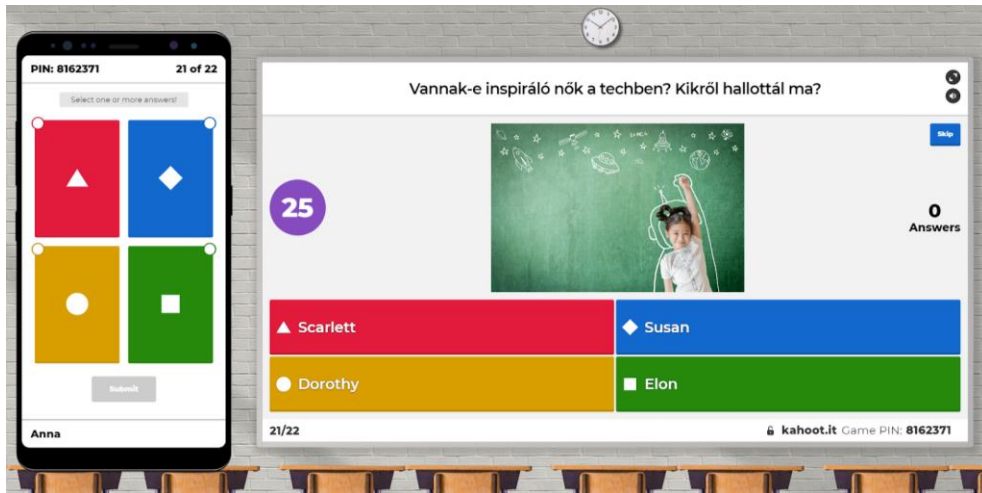 PIN: 8162371 21 of 22
Select one or more answers!
Submit
Anna
Vannak-e inspiráló nők a techben? Kikről hallottál ma?
Skip
25
0
Answers
Scarlett
Susan
Dorothy
Elon
21/22
kahoot.it Game PIN: 8162371